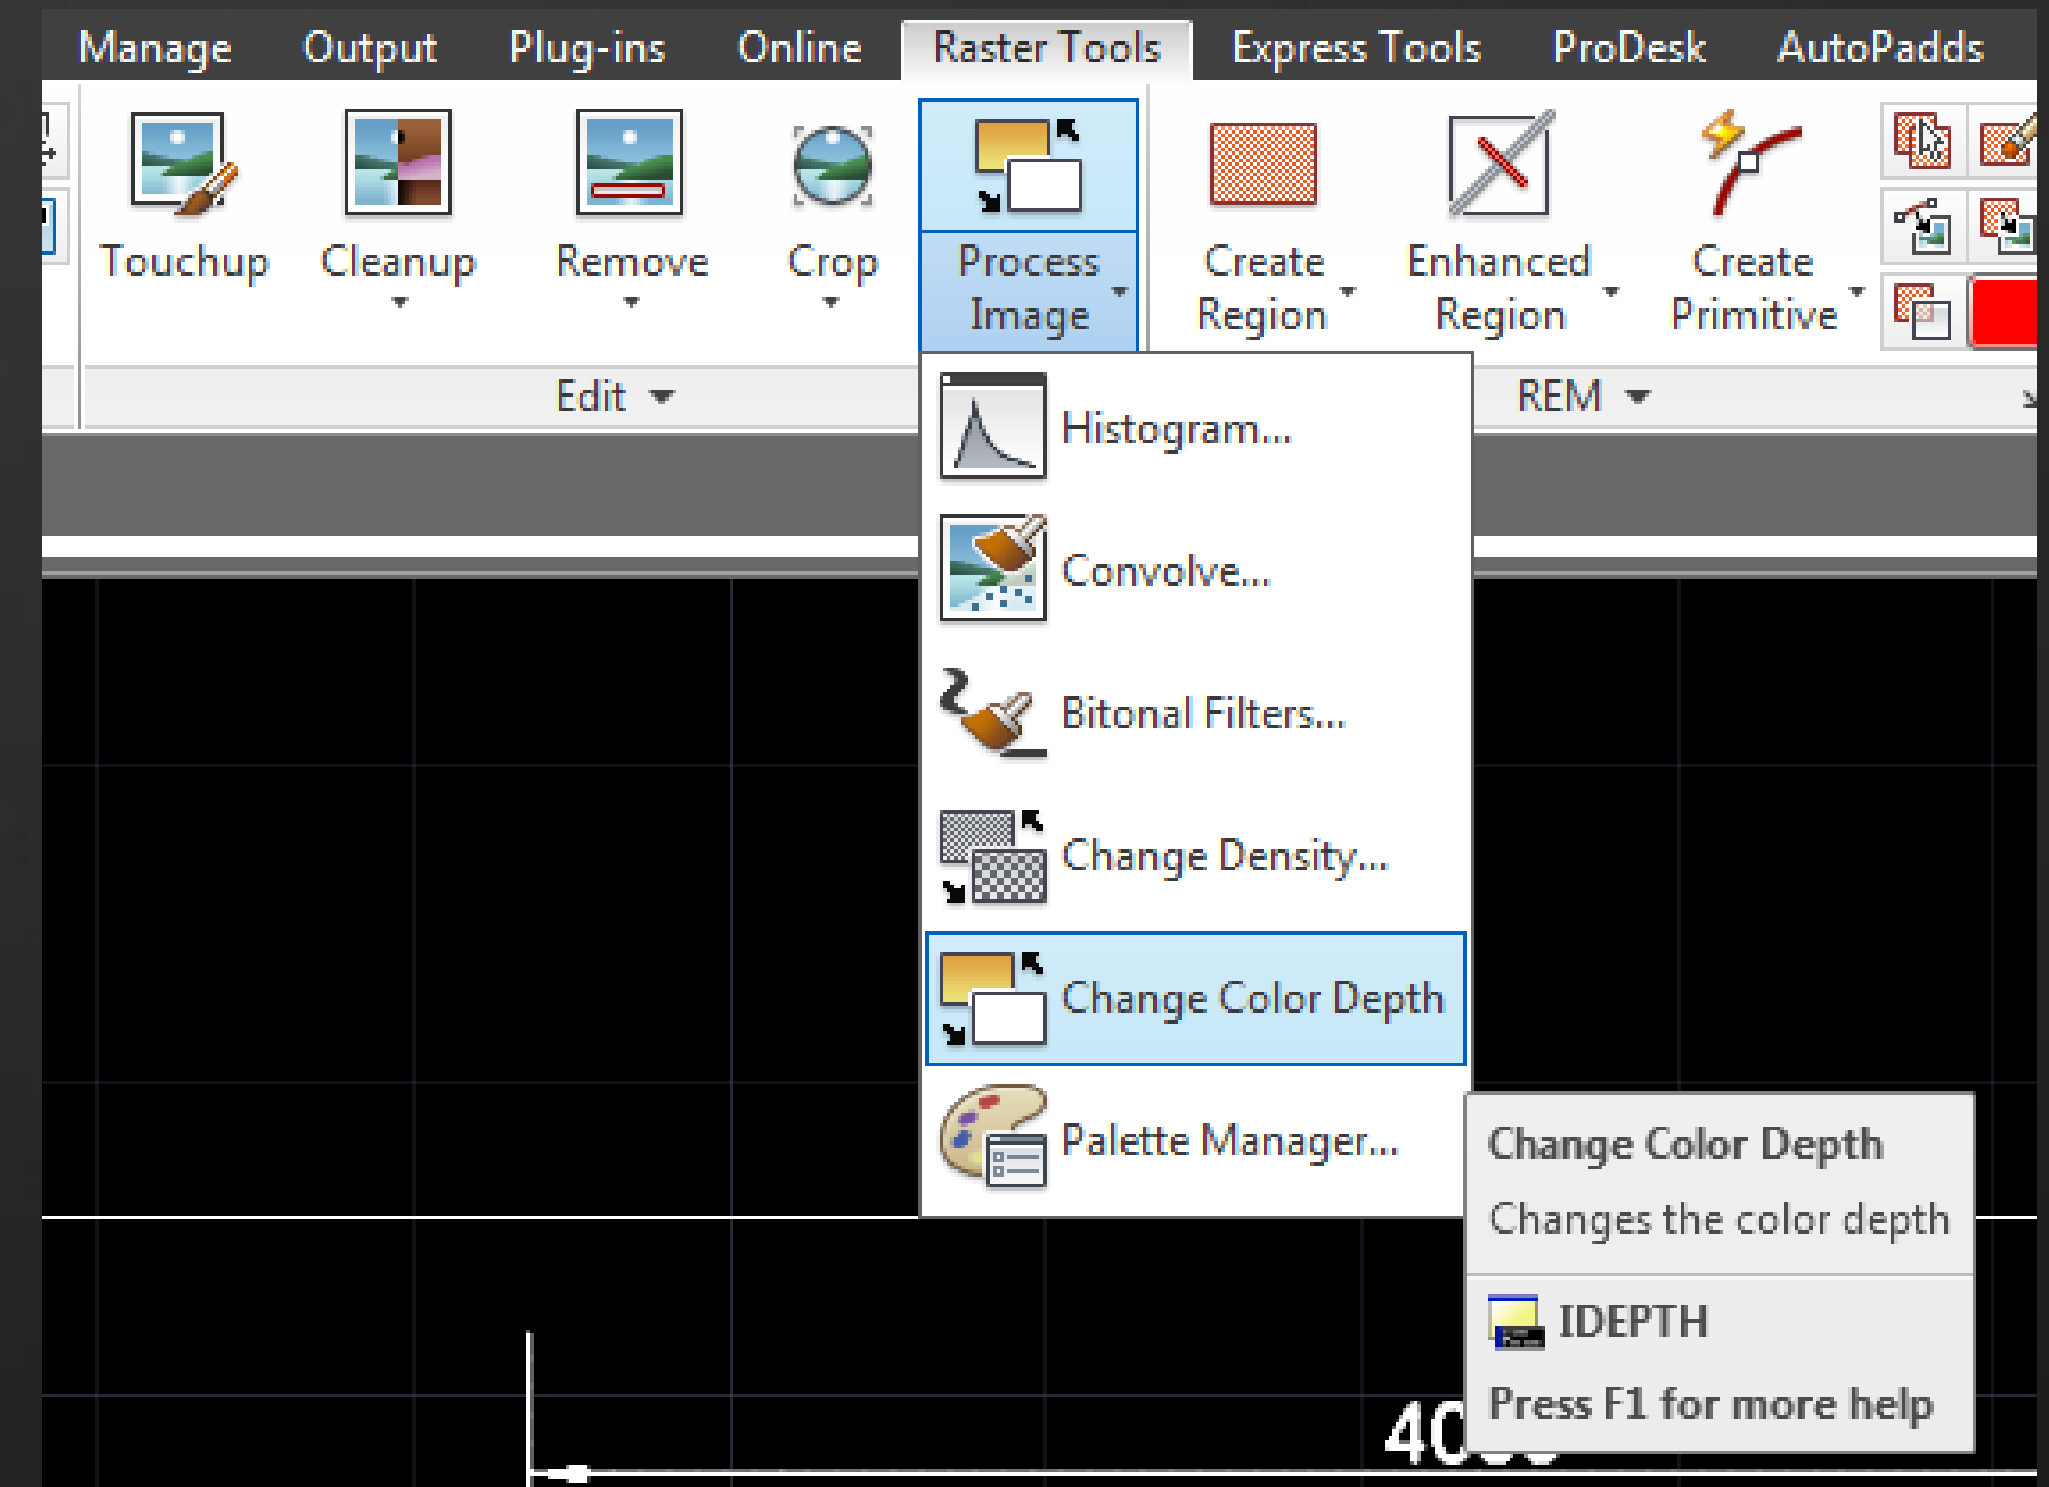 Manage Output Plug-ins Online Raster Tools Express Tools ProDesk AutoPadds
Touchup Cleanup Remove Crop Process Image Create Region Enhanced Region Create Primitive
Edit REM
Histogram...
Convolve...
Bitonal Filters...
Change Density...
Change Color Depth
Palette Manager...
Change Color Depth
Changes the color depth
IDEPTH
Press F1 for more help